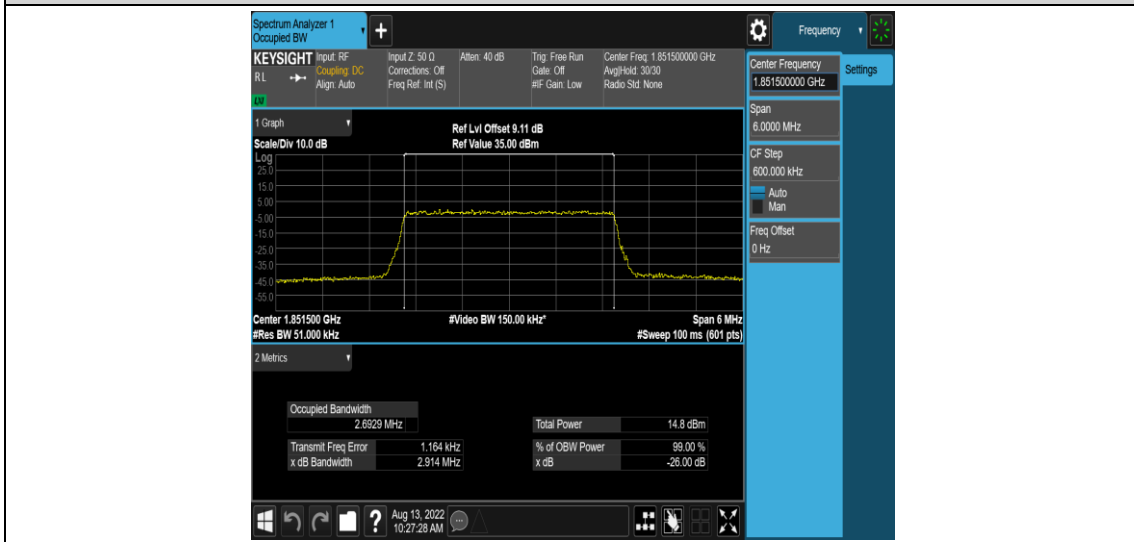 Spectrum Analyzer 1
Occupied BW
+
Frequency
KEYSIGHT Input: RF Input Z: 50 Ω Atten: 40 dB Trig: Free Run Center Freq: 1.851500000 GHz
RL Coupling: DC Corrections: Off Gate: Off Avg|Hold: 30/30
Align: Auto Freq Ref: Int (S) #IF Gain: Low Radio Std: None
LXI
Center Frequency
1.851500000 GHz
Settings
Span
6.0000 MHz
CF Step
600.000 kHz
Auto
Man
Freq Offset
0 Hz
1 Graph
Ref Lvl Offset 9.11 dB
Scale/Div 10.0 dB Ref Value 35.00 dBm
Log
25.0
15.0
5.00
-5.00
-15.0
-25.0
-35.0
-45.0
-55.0
Center 1.851500 GHz #Video BW 150.00 kHz* Span 6 MHz
#Res BW 51.000 kHz #Sweep 100 ms (601 pts)
2 Metrics
Occupied Bandwidth
2.6929 MHz
Total Power 14.8 dBm
Transmit Freq Error 1.164 kHz % of OBW Power 99.00 %
x dB Bandwidth 2.914 MHz x dB -26.00 dB
? Aug 13, 2022
10:27:28 AM